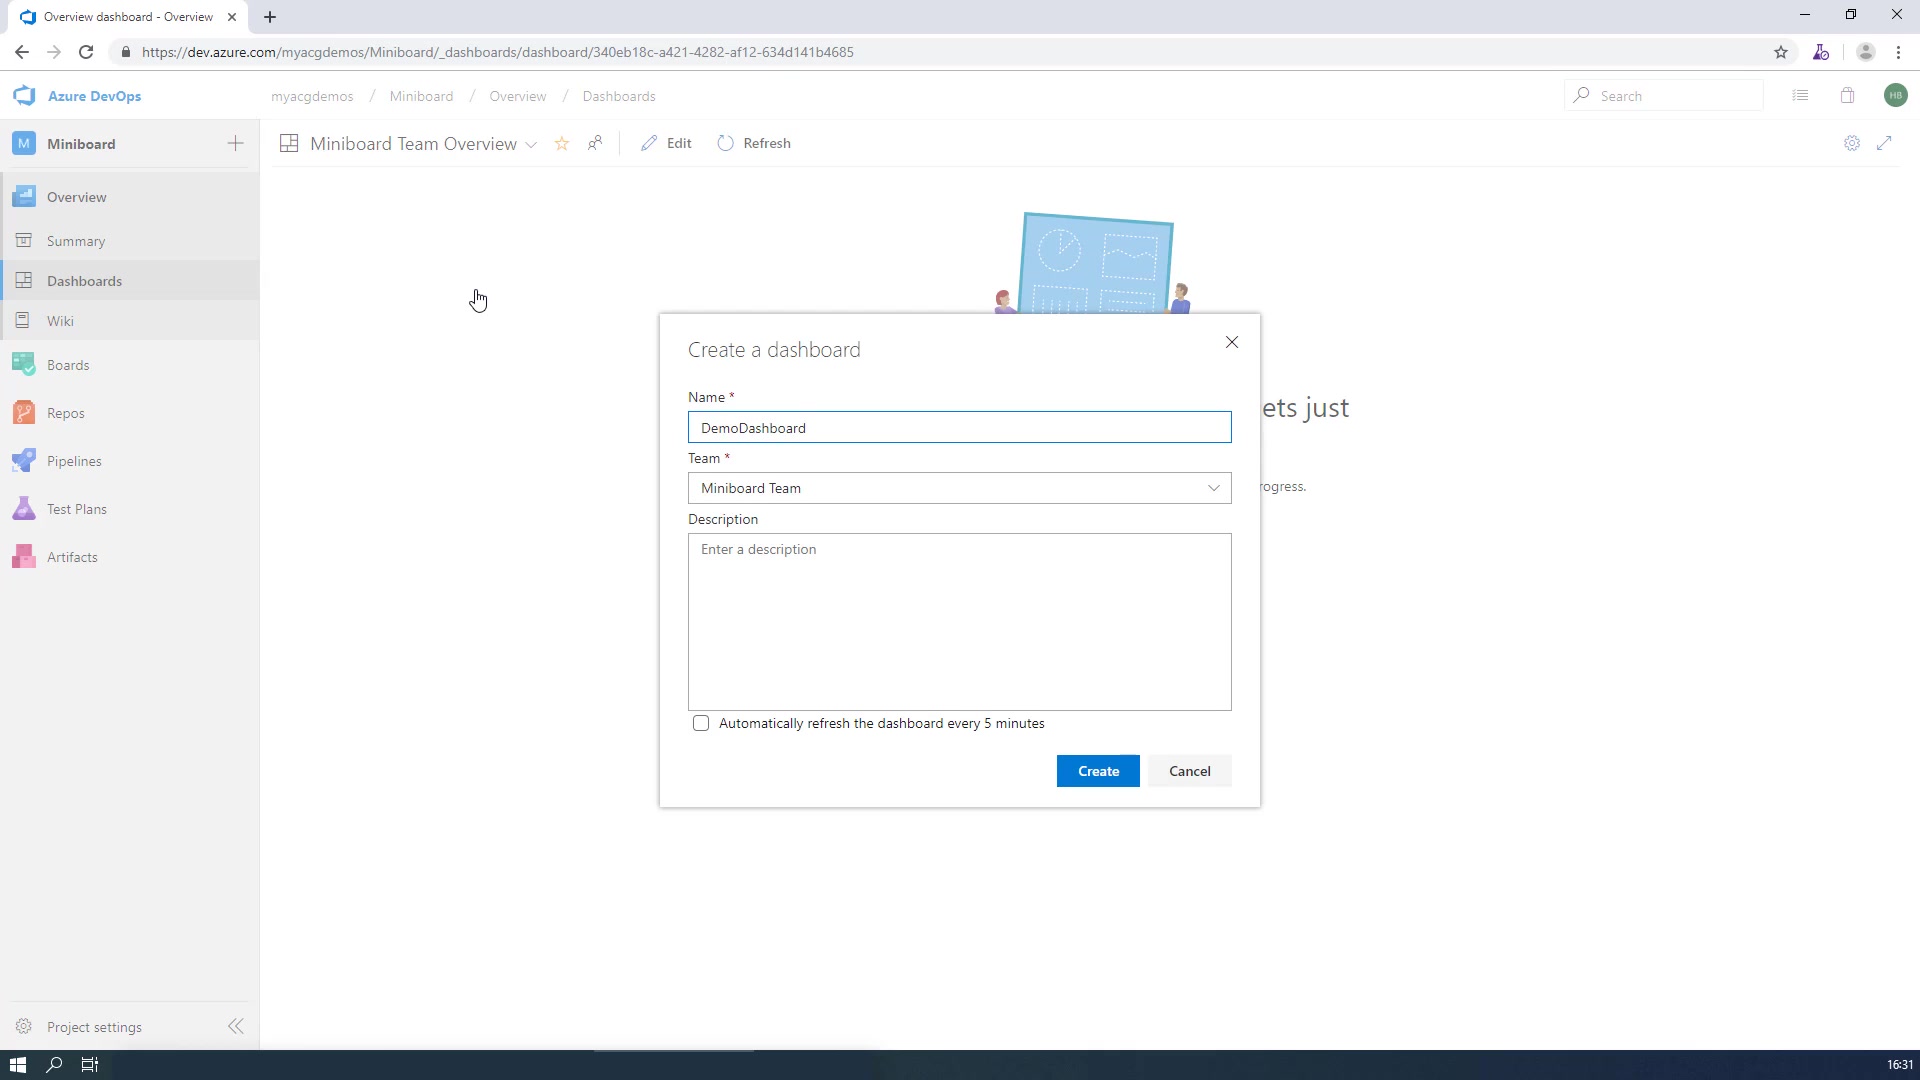 Overview dashboard - Overview
https://dev.azure.com/myacgdemos/Miniboard/_dashboards/dashboard/340eb18c-a421-4282-af12-634d141b4685
Azure DevOps
myacgdemos / Miniboard / Overview / Dashboards
Search
HB
M Miniboard
Miniboard Team Overview
Edit
Refresh
Overview
Summary
Dashboards
Wiki
Boards
Repos
Pipelines
Test Plans
Artifacts
Project settings
ets just
rogress.
Create a dashboard
Name *
DemoDashboard
Team *
Miniboard Team
Description
Enter a description
Automatically refresh the dashboard every 5 minutes
Create
Cancel
16:31